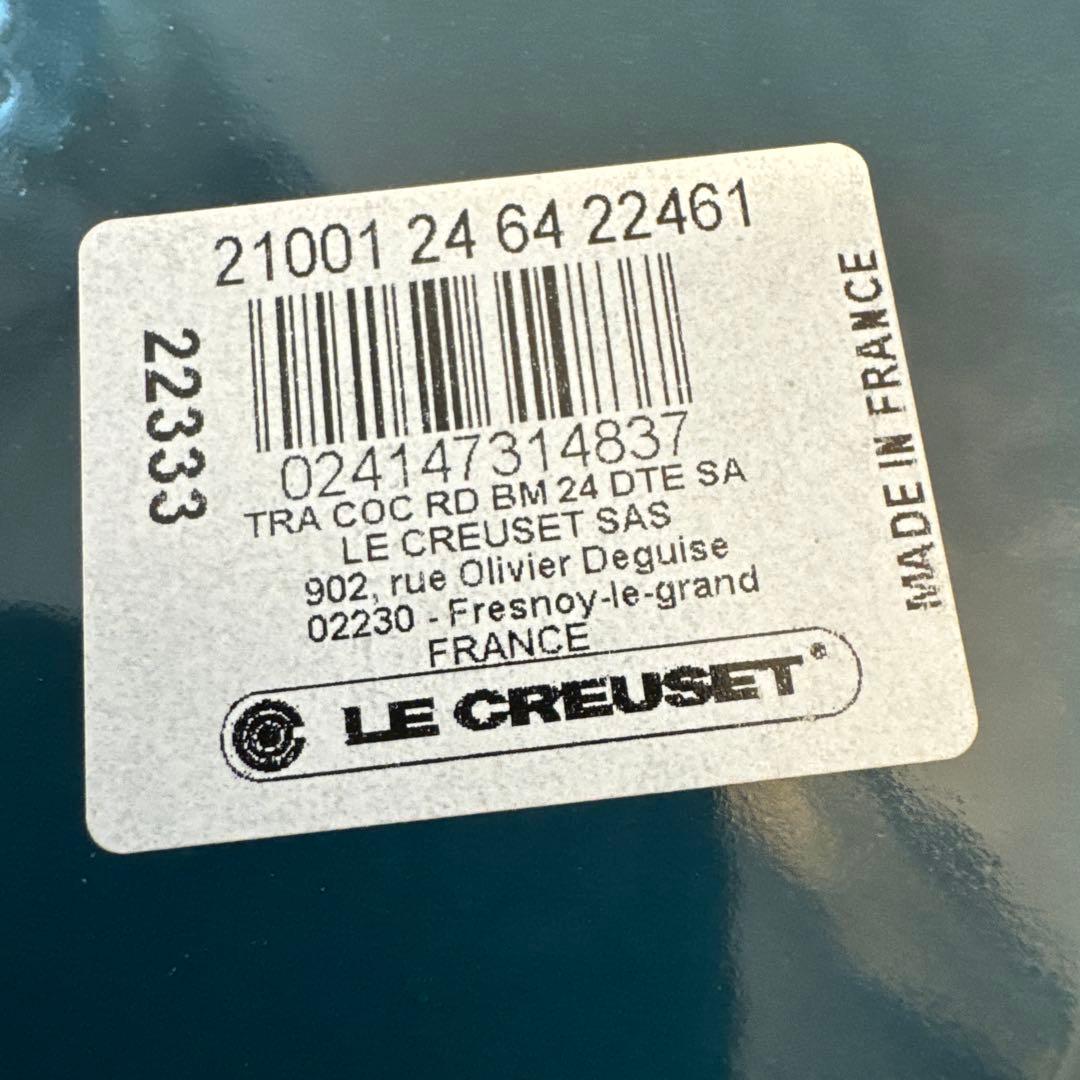 21001 24 64 22461
22333
024147314837
TRA COC RD BM 24 DTE SA
LE CREUSET SAS
902, rue Olivier Deguise
02230 - Fresnoy-le-grand
FRANCE
LE CREUSET®
MADE IN FRANCE